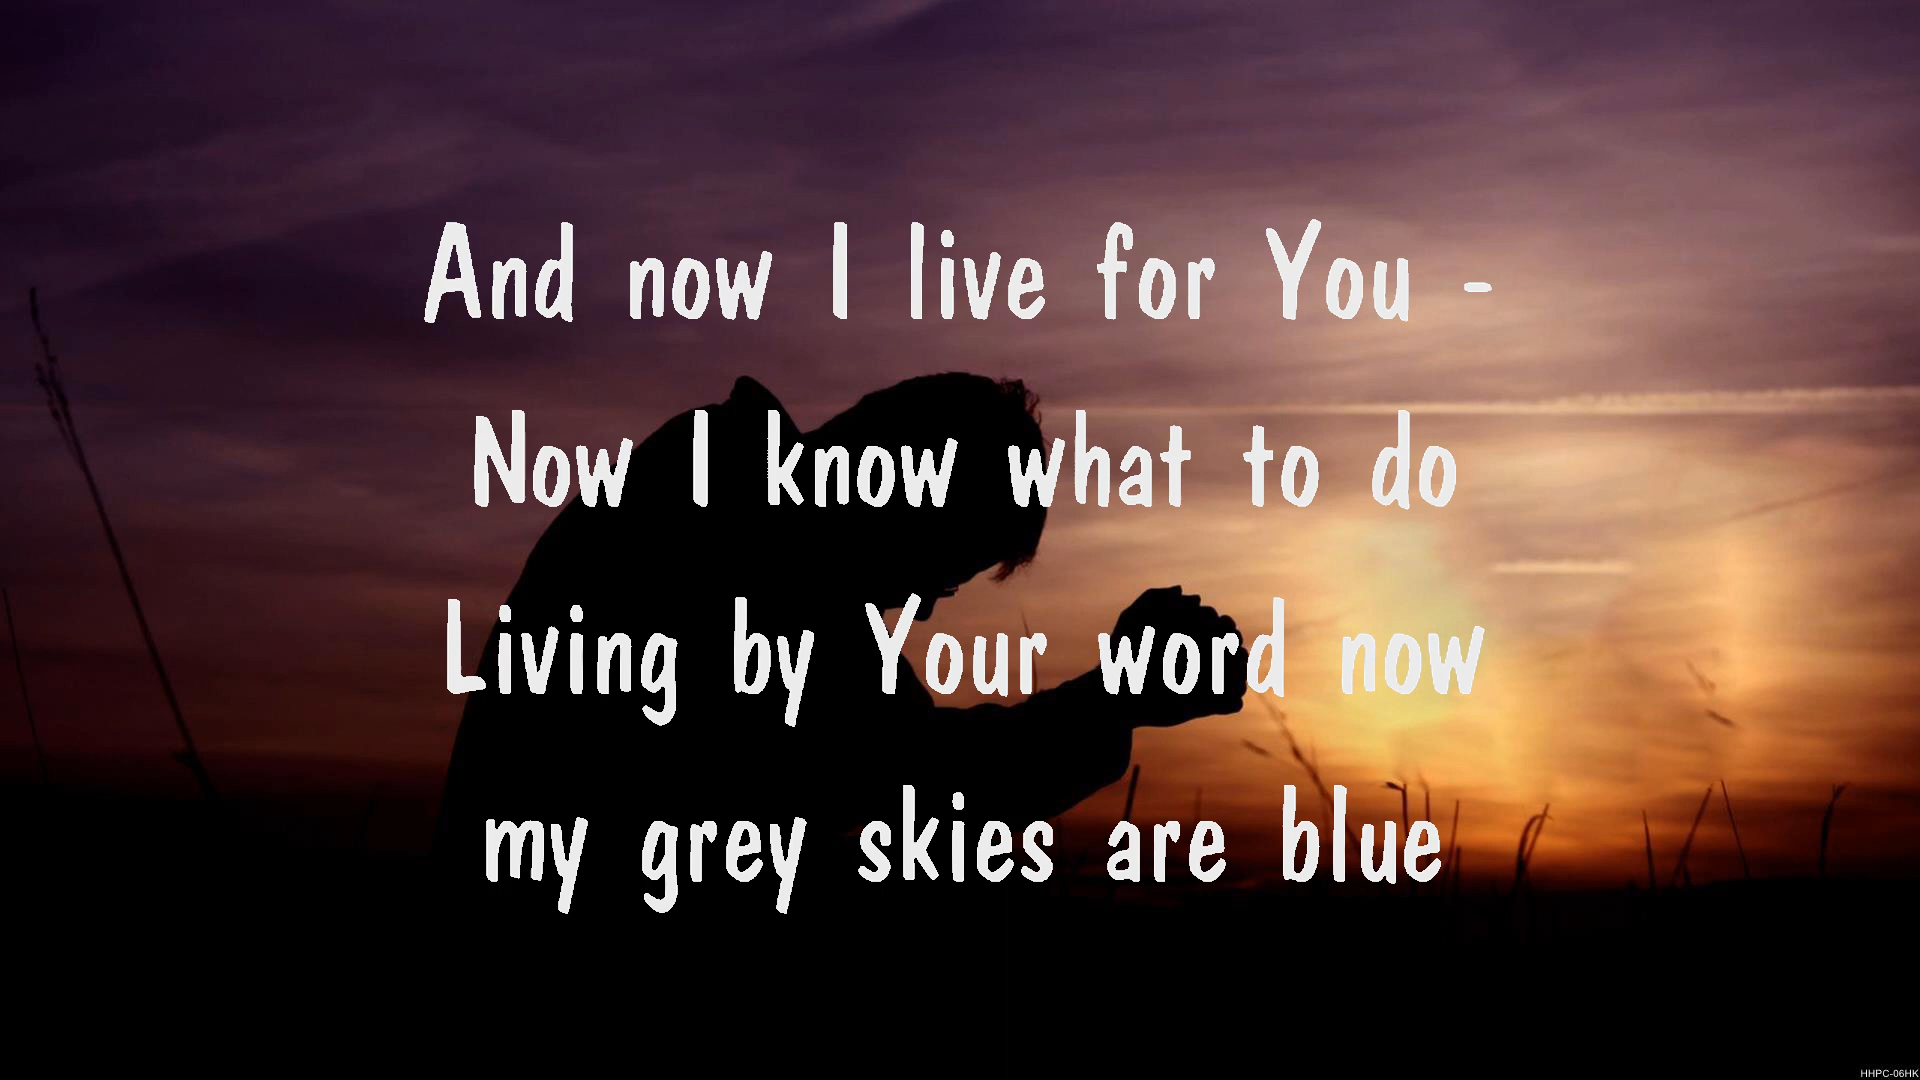 And now I live for You -
Now I know what to do
Living by Your word now
my grey skies are blue
HHPC-06HK